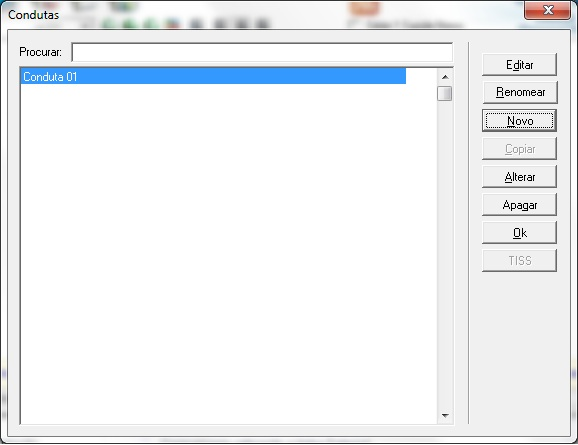 Condutas
Procurar:
Conduta 01
Editar
Renomear
Novo
Copiar
Alterar
Apagar
Ok
TISS